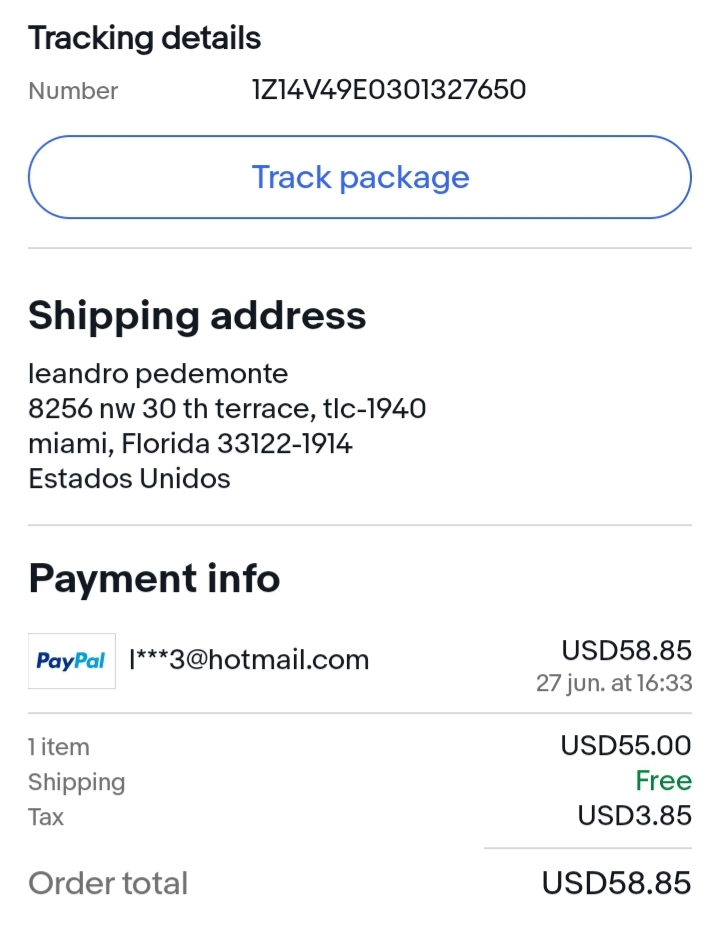 Tracking details
Number 1Z14V49E0301327650
Track package
Shipping address
leandro pedemonte
8256 nw 30 th terrace, tlc-1940
miami, Florida 33122-1914
Estados Unidos
Payment info
PayPal l***3@hotmail.com USD58.85
27 jun. at 16:33
1 item USD55.00
Shipping Free
Tax USD3.85
Order total USD58.85